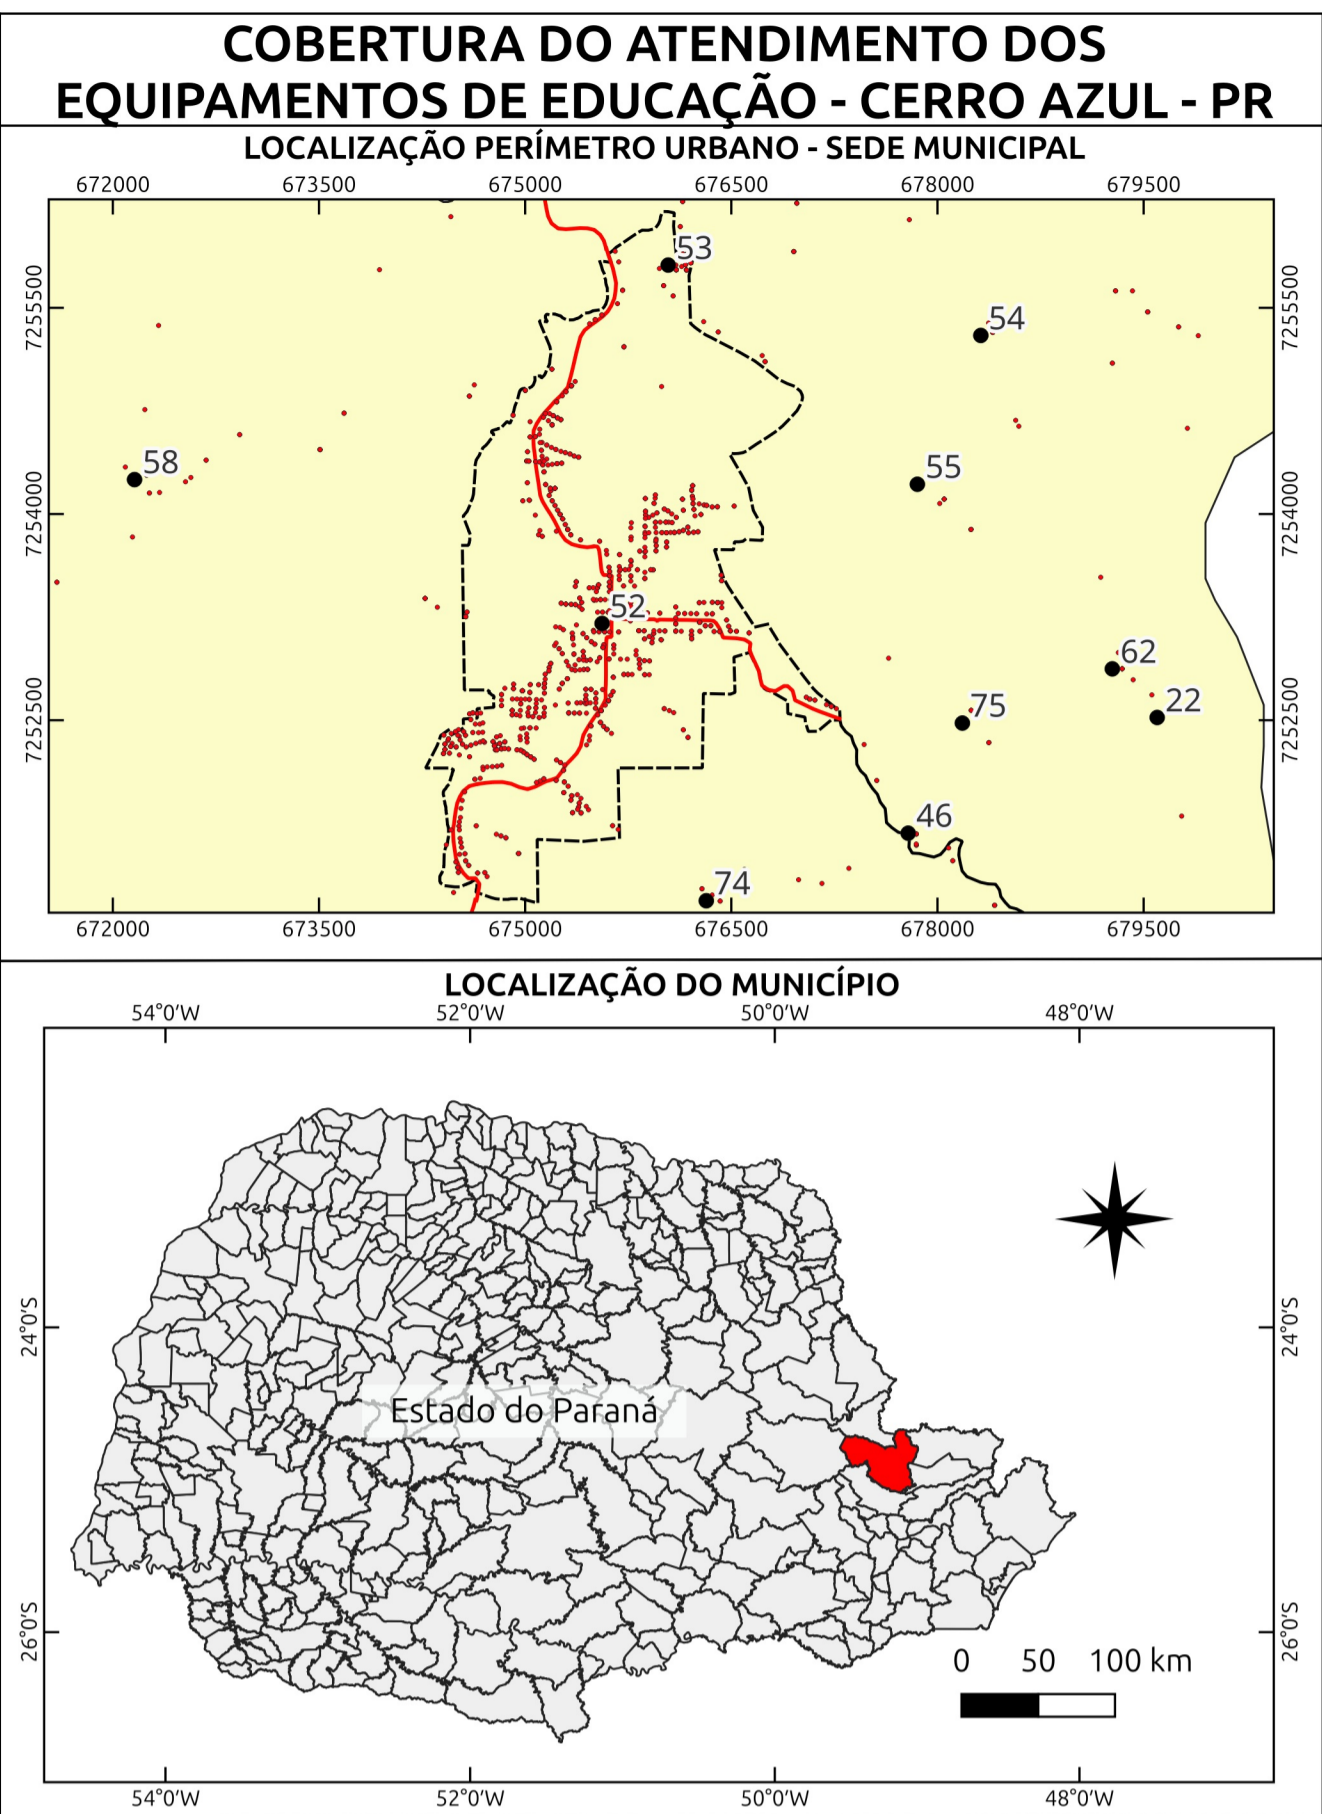 COBERTURA DO ATENDIMENTO DOS
EQUIPAMENTOS DE EDUCAÇÃO - CERRO AZUL - PR
LOCALIZAÇÃO PERÍMETRO URBANO - SEDE MUNICIPAL
672000 673500 675000 676500 678000 679500
53
7255500 7255500
54
58
55
7254000 7254000
52
62
22
75
7252500 7252500
46
74
672000 673500 675000 676500 678000 679500
LOCALIZAÇÃO DO MUNICÍPIO
54°0′W 52°0′W 50°0′W 48°0′W
24°0′S 24°0′S
Estado do Paraná
26°0′S 26°0′S
0 50 100 km
54°0′W 52°0′W 50°0′W 48°0′W